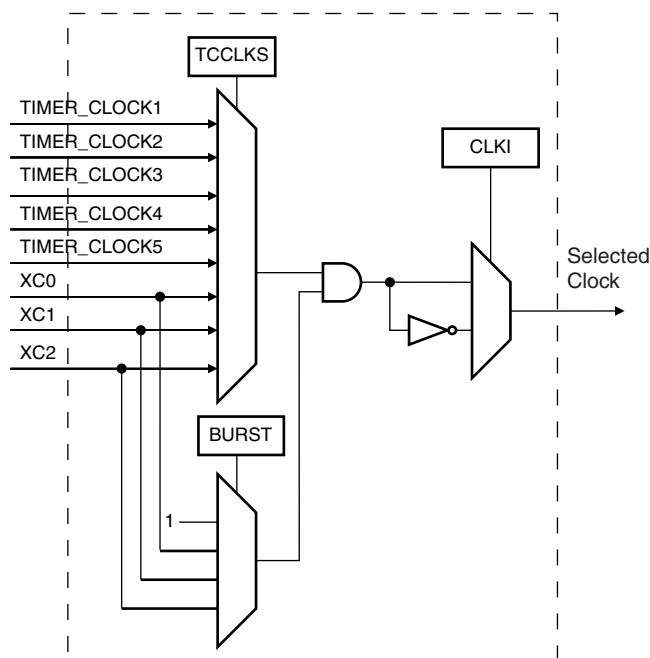 TCCLKS
TIMER_CLOCK1
TIMER_CLOCK2
TIMER_CLOCK3
TIMER_CLOCK4
TIMER_CLOCK5
XC0
XC1
XC2
CLKI
Selected
Clock
BURST
1